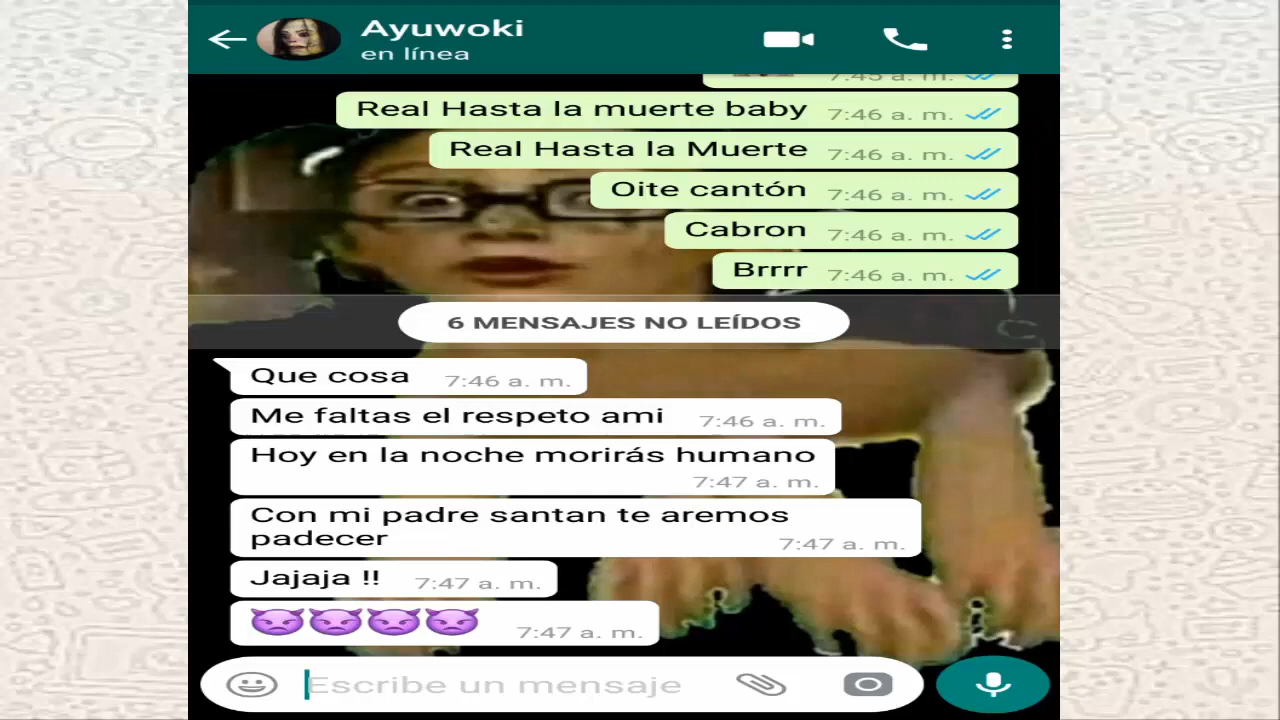 Ayuwoki
en línea
7:45 a. m.
Real Hasta la muerte baby 7:46 a. m.
Real Hasta la Muerte 7:46 a. m.
Oite cantón 7:46 a. m.
Cabron 7:46 a. m.
Brrrr 7:46 a. m.
6 MENSAJES NO LEÍDOS
Que cosa 7:46 a. m.
Me faltas el respeto ami 7:46 a. m.
Hoy en la noche morirás humano
7:47 a. m.
Con mi padre santan te aremos
padecer 7:47 a. m.
Jajaja !! 7:47 a. m.
7:47 a. m.
Escribe un mensaje